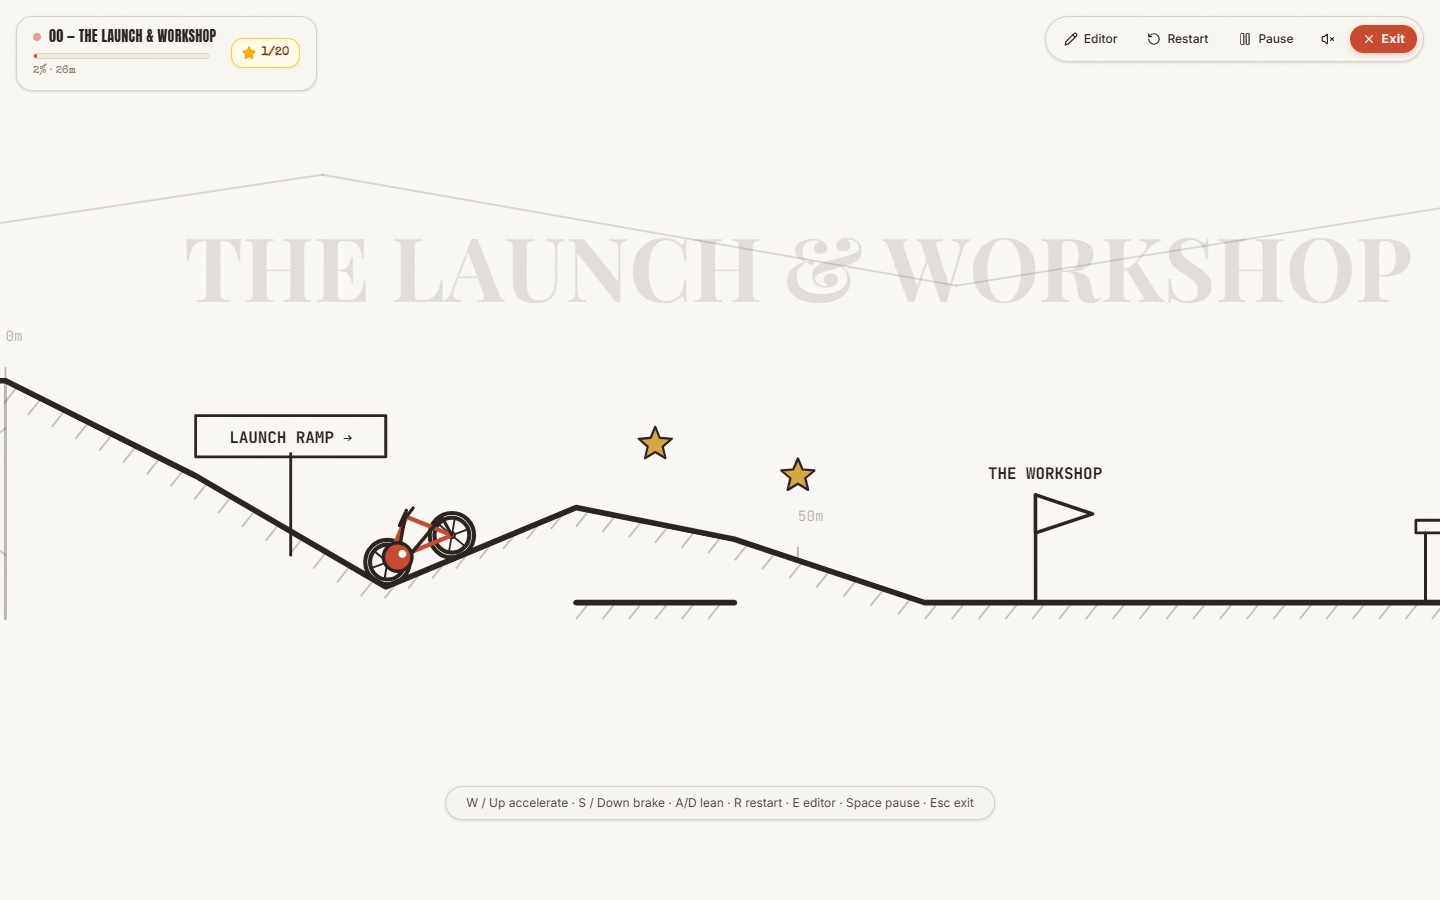 00 – THE LAUNCH & WORKSHOP
2% · 26m
1/20
Editor
Restart
Pause
Exit
THE LAUNCH & WORKSHOP
0m
LAUNCH RAMP →
THE WORKSHOP
50m
W / Up accelerate · S / Down brake · A/D lean · R restart · E editor · Space pause · Esc exit